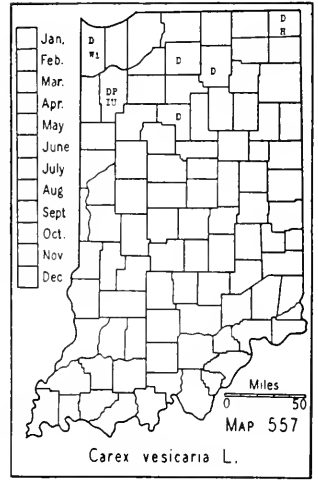 Jan.
Feb.
Mar.
Apr.
May
June
July
Aug
Sept
Oct.
Nov
Dec
D
Wi
D
H
D
D
DP
IU
D
Miles
0 50
MAP 557
Carex vesicaria L.